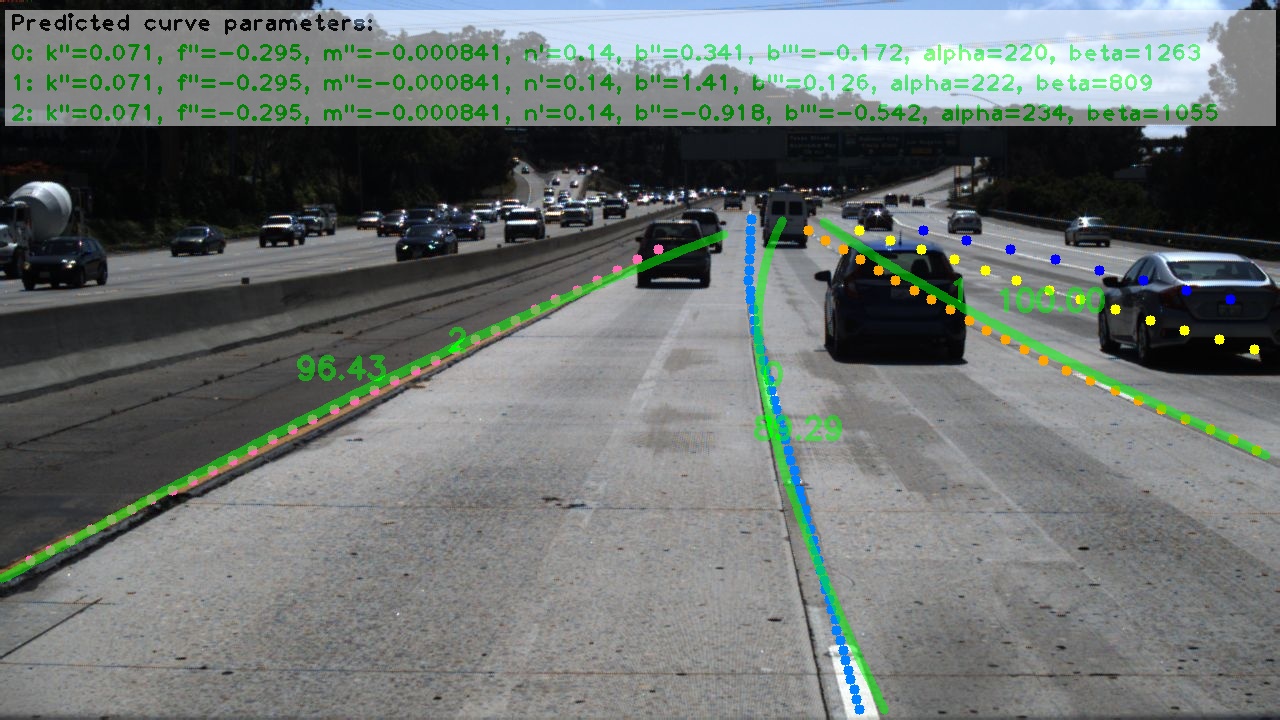 Predicted curve parameters:
0: k''=0.071, f''=-0.295, m''=-0.000841, n'=0.14, b''=0.341, b'''=-0.172, alpha=220, beta=1263
1: k''=0.071, f''=-0.295, m''=-0.000841, n'=0.14, b''=1.41, b'''=0.126, alpha=222, beta=809
2: k''=0.071, f''=-0.295, m''=-0.000841, n'=0.14, b''=-0.918, b'''=-0.542, alpha=234, beta=1055
1
100.00
2
96.43
0